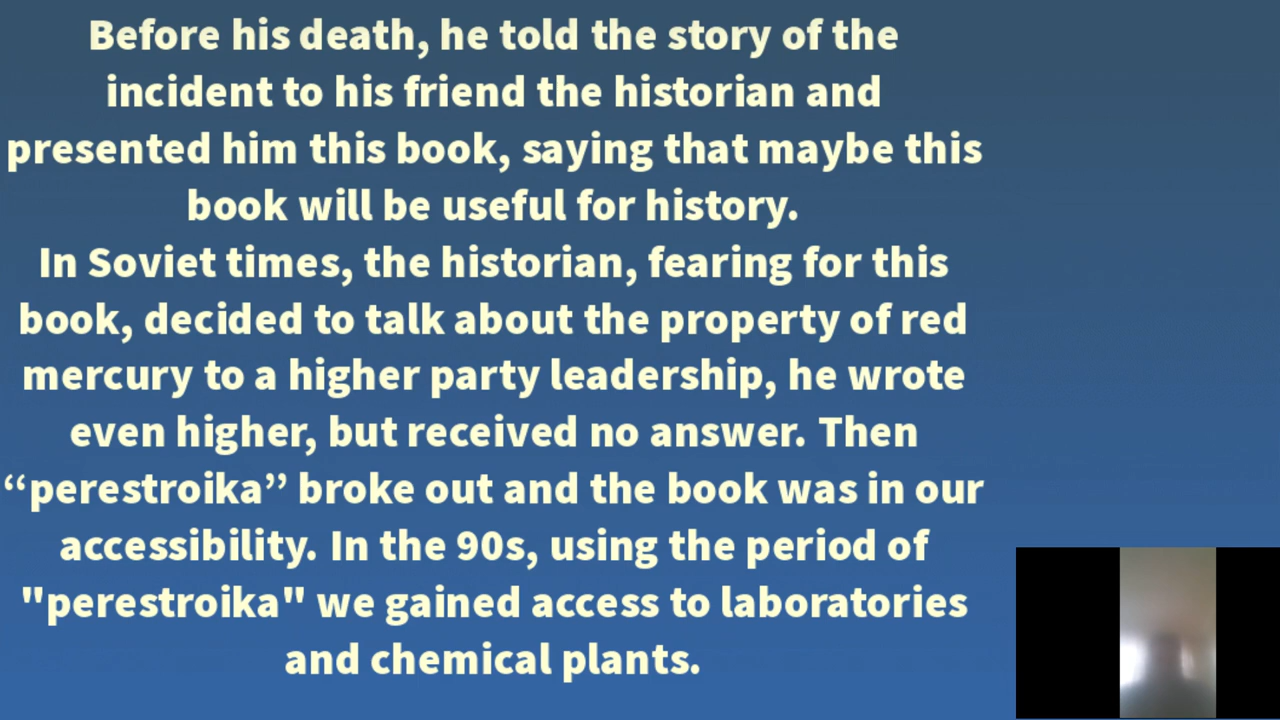 Before his death, he told the story of the
incident to his friend the historian and
presented him this book, saying that maybe this
book will be useful for history.
In Soviet times, the historian, fearing for this
book, decided to talk about the property of red
mercury to a higher party leadership, he wrote
even higher, but received no answer. Then
“perestroika” broke out and the book was in our
accessibility. In the 90s, using the period of
"perestroika" we gained access to laboratories
and chemical plants.